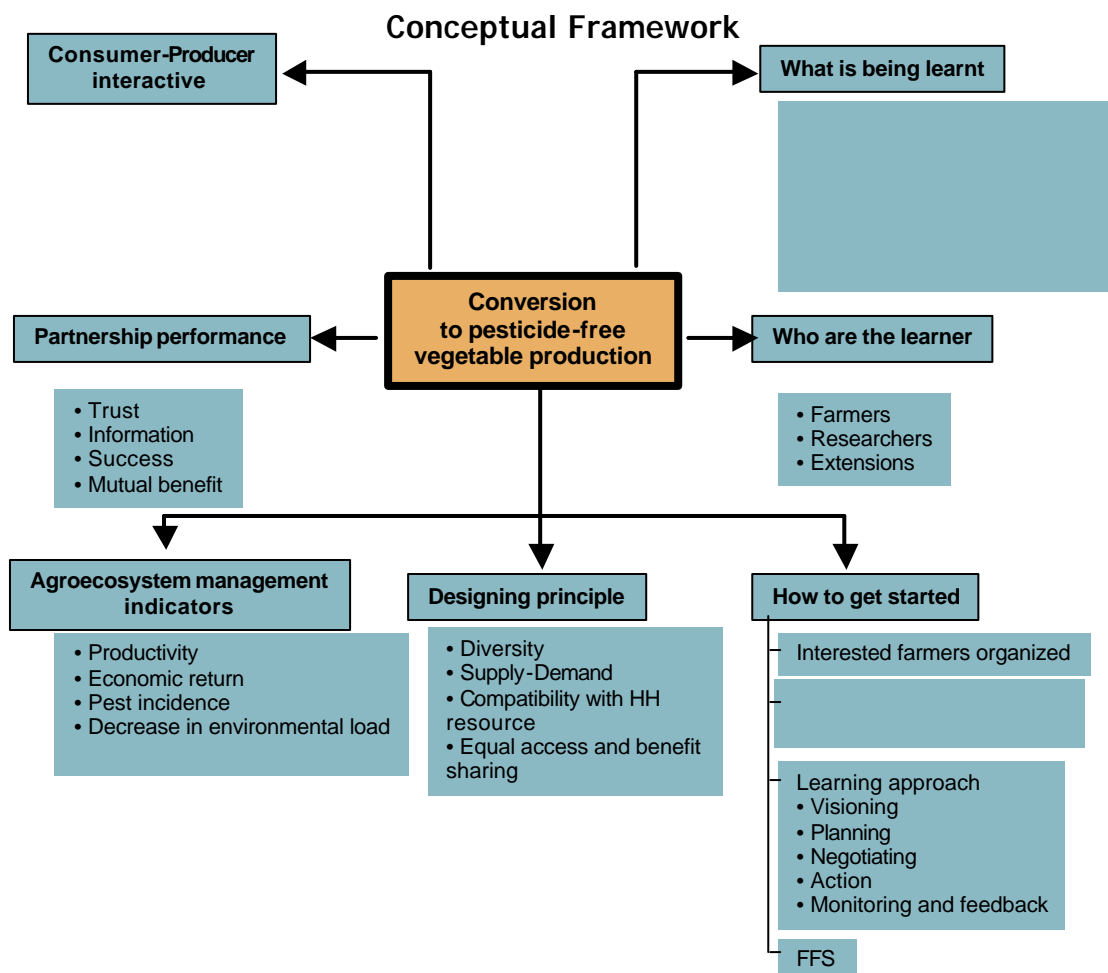 Conceptual Framework
Consumer-Producer
interactive
What is being learnt
Conversion
to pesticide-free
vegetable production
Partnership performance
Who are the learner
• Trust
• Information
• Success
• Mutual benefit
• Farmers
• Researchers
• Extensions
Agroecosystem management
indicators
Designing principle
How to get started
• Productivity
• Economic return
• Pest incidence
• Decrease in environmental load
• Diversity
• Supply-Demand
• Compatibility with HH
resource
• Equal access and benefit
sharing
Interested farmers organized
Learning approach
• Visioning
• Planning
• Negotiating
• Action
• Monitoring and feedback
FFS